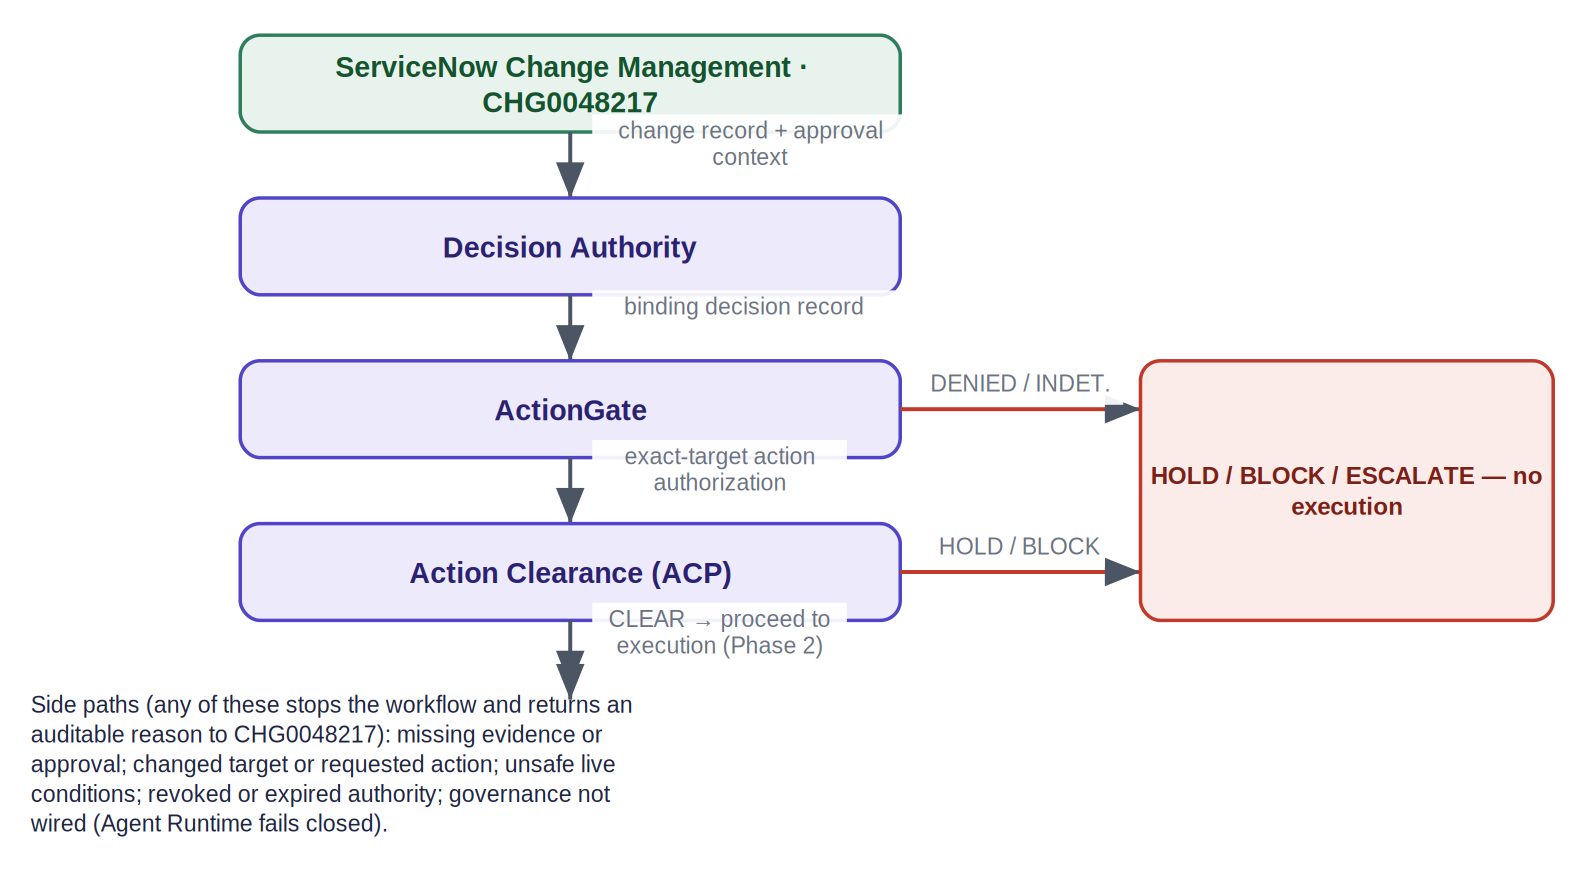 ServiceNow Change Management ·
CHG0048217
change record + approval
context
Decision Authority
binding decision record
ActionGate
DENIED / INDET.
exact-target action
authorization
HOLD / BLOCK / ESCALATE — no
execution
Action Clearance (ACP)
HOLD / BLOCK
CLEAR → proceed to
execution (Phase 2)
Side paths (any of these stops the workflow and returns an
auditable reason to CHG0048217): missing evidence or
approval; changed target or requested action; unsafe live
conditions; revoked or expired authority; governance not
wired (Agent Runtime fails closed).